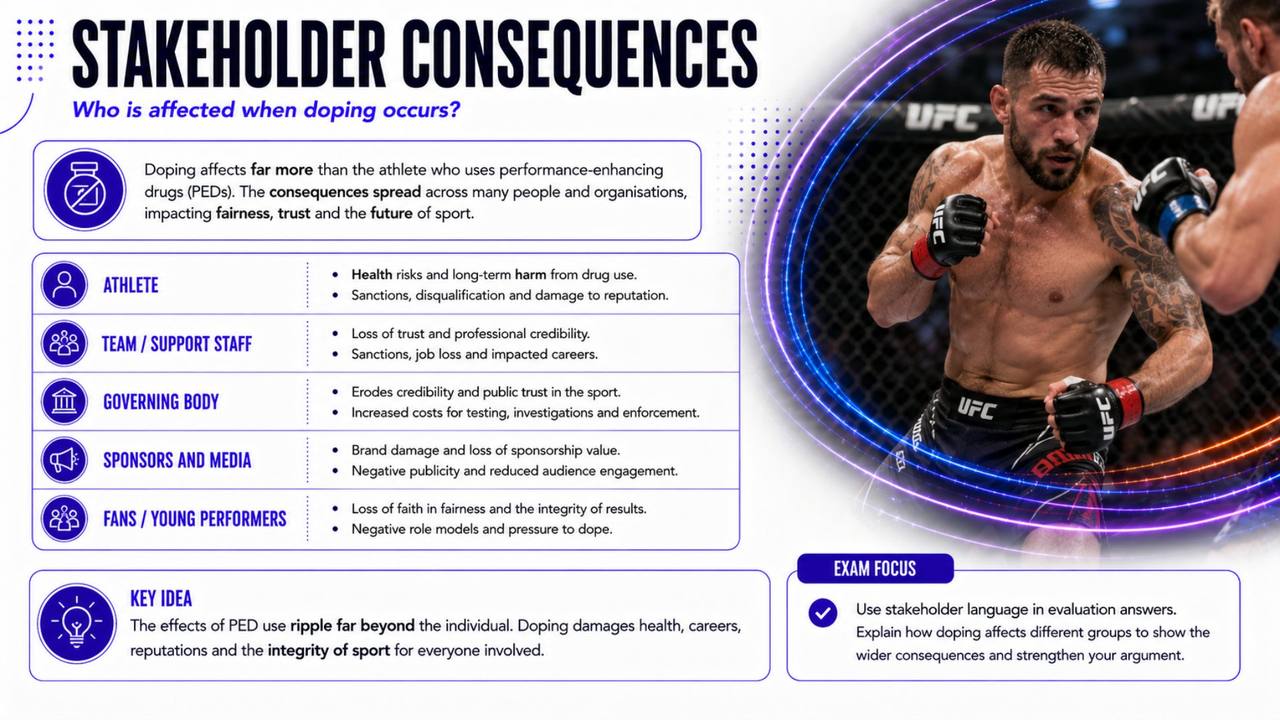 STAKEHOLDER CONSEQUENCES
Who is affected when doping occurs?
Doping affects far more than the athlete who uses performance-enhancing
drugs (PEDs). The consequences spread across many people and organisations,
impacting fairness, trust and the future of sport.
ATHLETE
• Health risks and long-term harm from drug use.
• Sanctions, disqualification and damage to reputation.
TEAM / SUPPORT STAFF
• Loss of trust and professional credibility.
• Sanctions, job loss and impacted careers.
GOVERNING BODY
• Erodes credibility and public trust in the sport.
• Increased costs for testing, investigations and enforcement.
SPONSORS AND MEDIA
• Brand damage and loss of sponsorship value.
• Negative publicity and reduced audience engagement.
FANS / YOUNG PERFORMERS
• Loss of faith in fairness and the integrity of results.
• Negative role models and pressure to dope.
KEY IDEA
The effects of PED use ripple far beyond the individual. Doping damages health, careers,
reputations and the integrity of sport for everyone involved.
EXAM FOCUS
Use stakeholder language in evaluation answers.
Explain how doping affects different groups to show the
wider consequences and strengthen your argument.
UFC
UFC
UFC
UFC
UFC
UFC